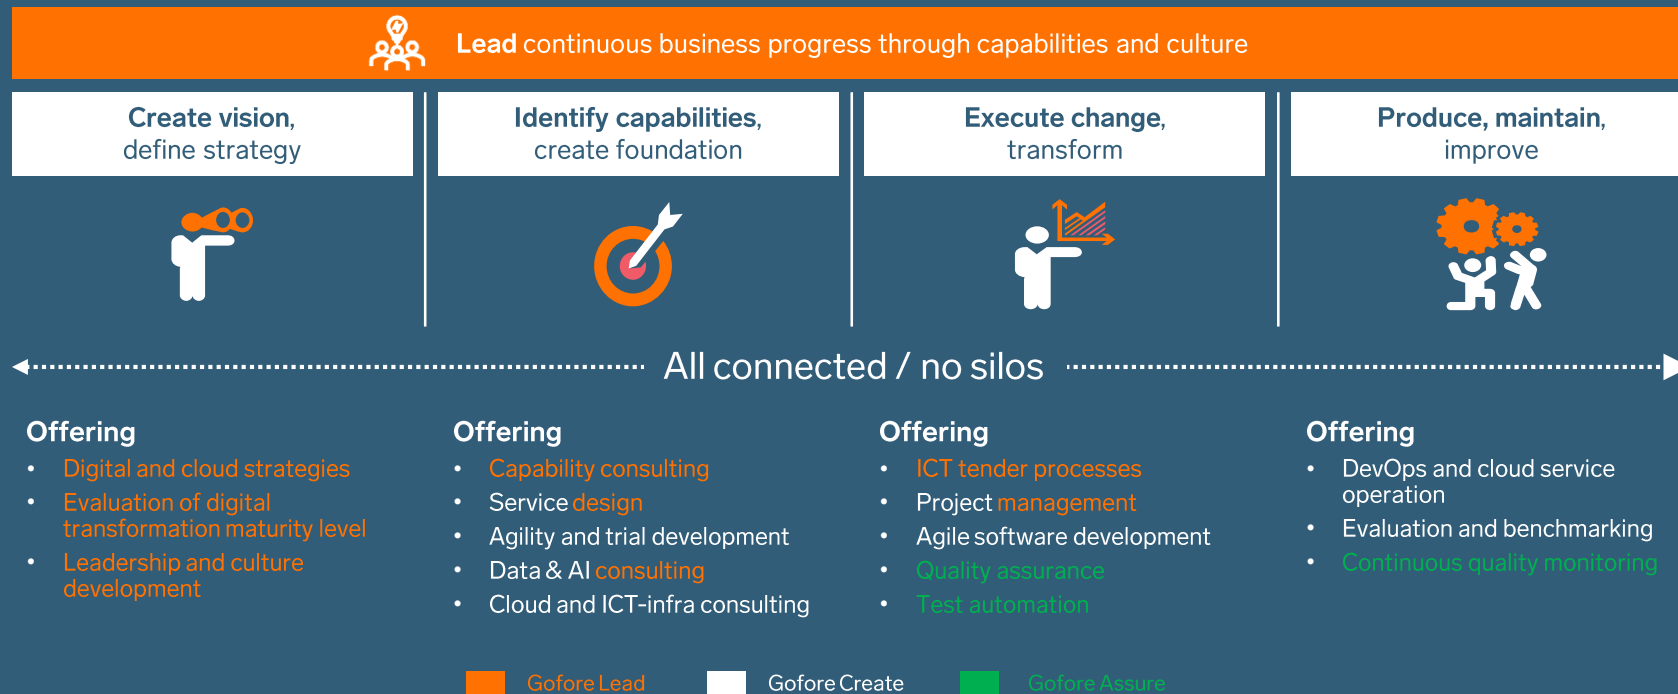 Lead continuous business progress through capabilities and culture
Create vision,
define strategy
Identify capabilities,
create foundation
Execute change,
transform
Produce, maintain,
improve
All connected / no silos
Offering
• Digital and cloud strategies
• Evaluation of digital
transformation maturity level
• Leadership and culture
development
Offering
• Capability consulting
• Service design
• Agility and trial development
• Data & AI consulting
• Cloud and ICT-infra consulting
Offering
• ICT tender processes
• Project management
• Agile software development
• Quality assurance
• Test automation
Offering
• DevOps and cloud service
operation
• Evaluation and benchmarking
• Continuous quality monitoring
Gofore Lead
Gofore Create
Gofore Assure